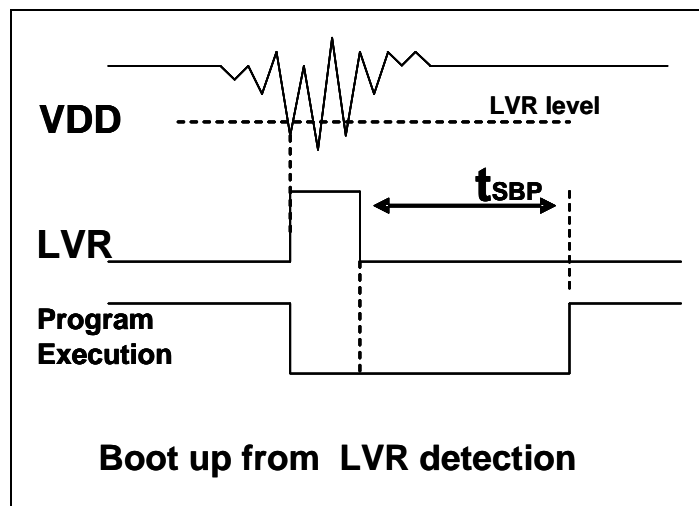 VDD
LVR level
tSBP
LVR
Program
Execution
Boot up from LVR detection